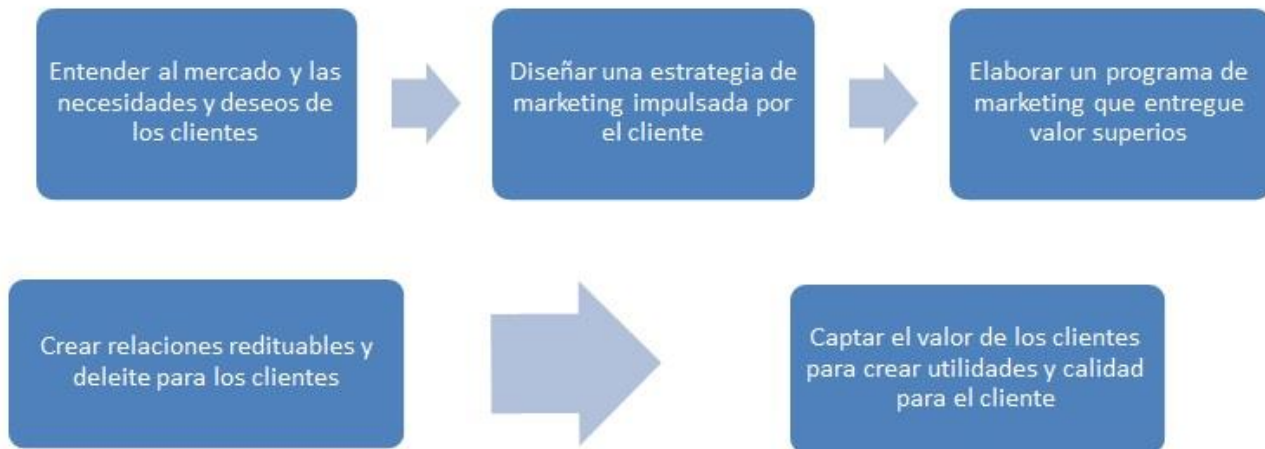 Entender al mercado y las
necesidades y deseos de
los clientes
Diseñar una estrategia de
marketing impulsada por
el cliente
Elaborar un programa de
marketing que entregue
valor superios
Crear relaciones redituables y
deleite para los clientes
Captar el valor de los clientes
para crear utilidades y calidad
para el cliente